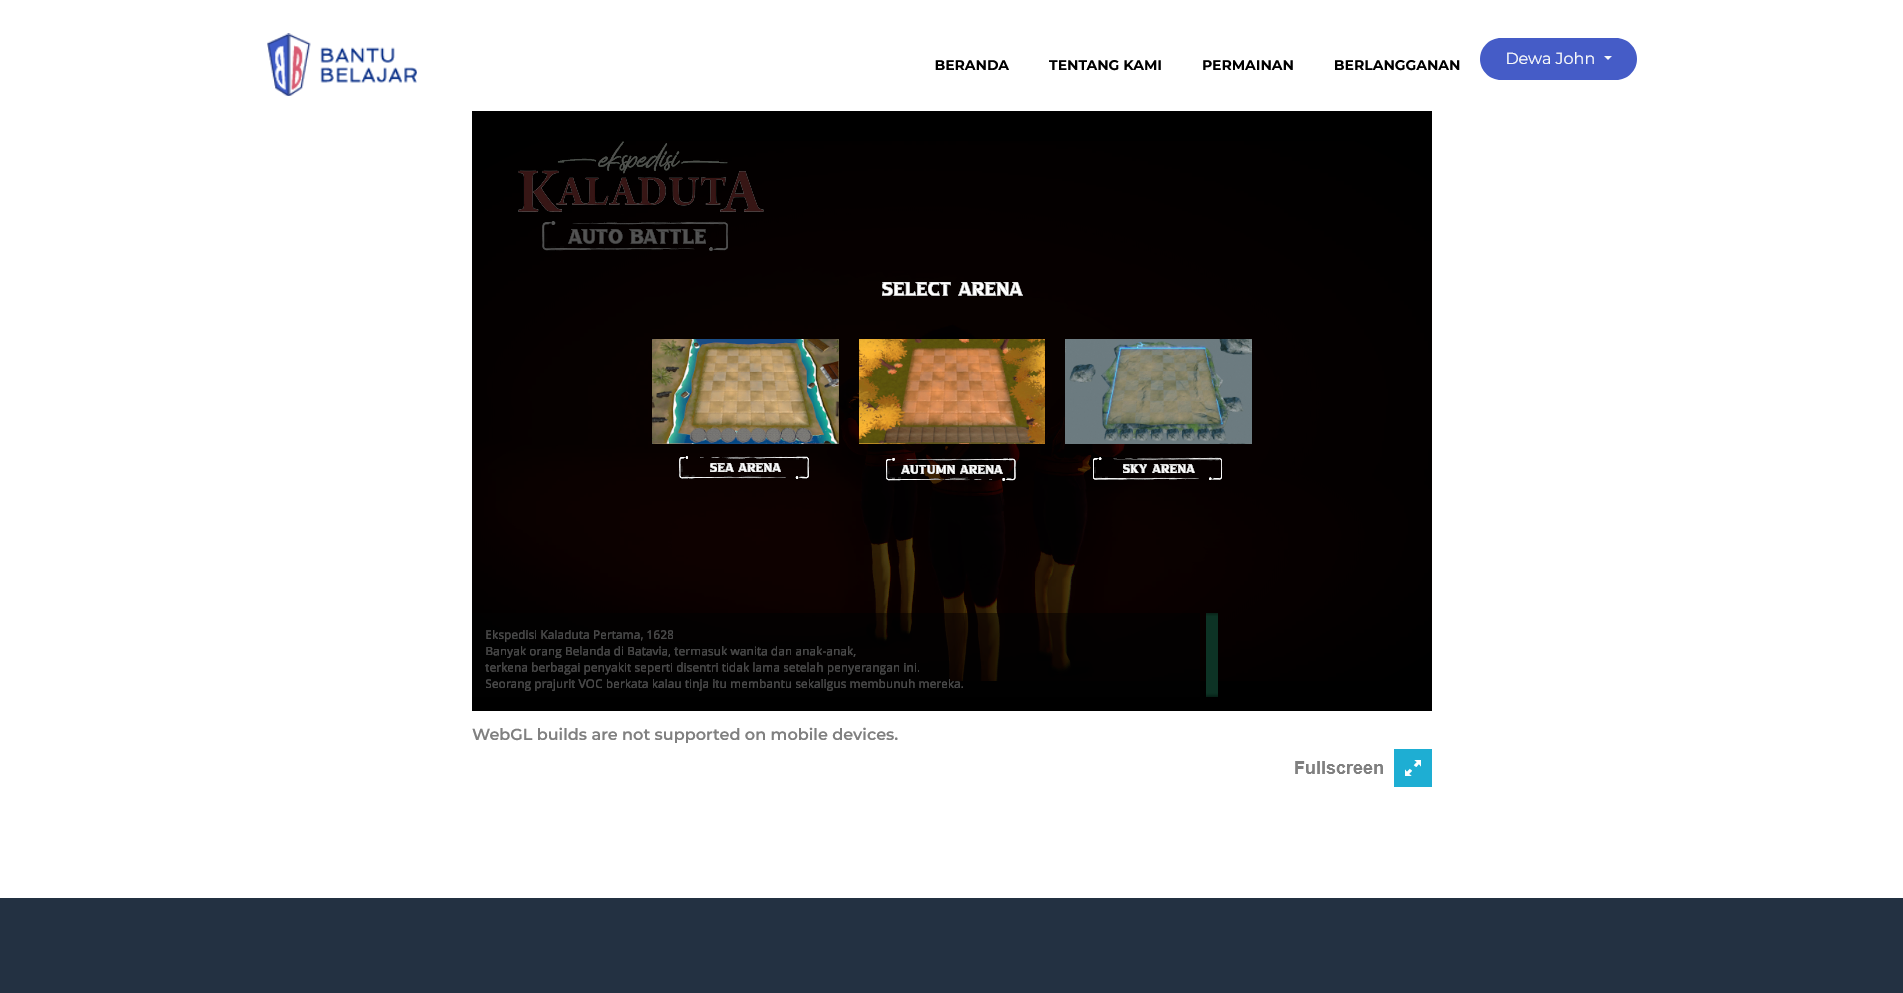 BANTU
BELAJAR
BERANDA TENTANG KAMI PERMAINAN BERLANGGANAN Dewa John
ekspedisi
KALADUTA
AUTO BATTLE
SELECT ARENA
SEA ARENA AUTUMN ARENA SKY ARENA
Ekspedisi Kaladuta Pertama, 1628
Banyak orang Belanda di Batavia, termasuk wanita dan anak-anak,
terkena berbagai penyakit seperti disentri tidak lama setelah penyerangan ini.
Seorang prajurit VOC berkata kalau tinja itu membantu sekaligus membunuh mereka.
WebGL builds are not supported on mobile devices.
Fullscreen